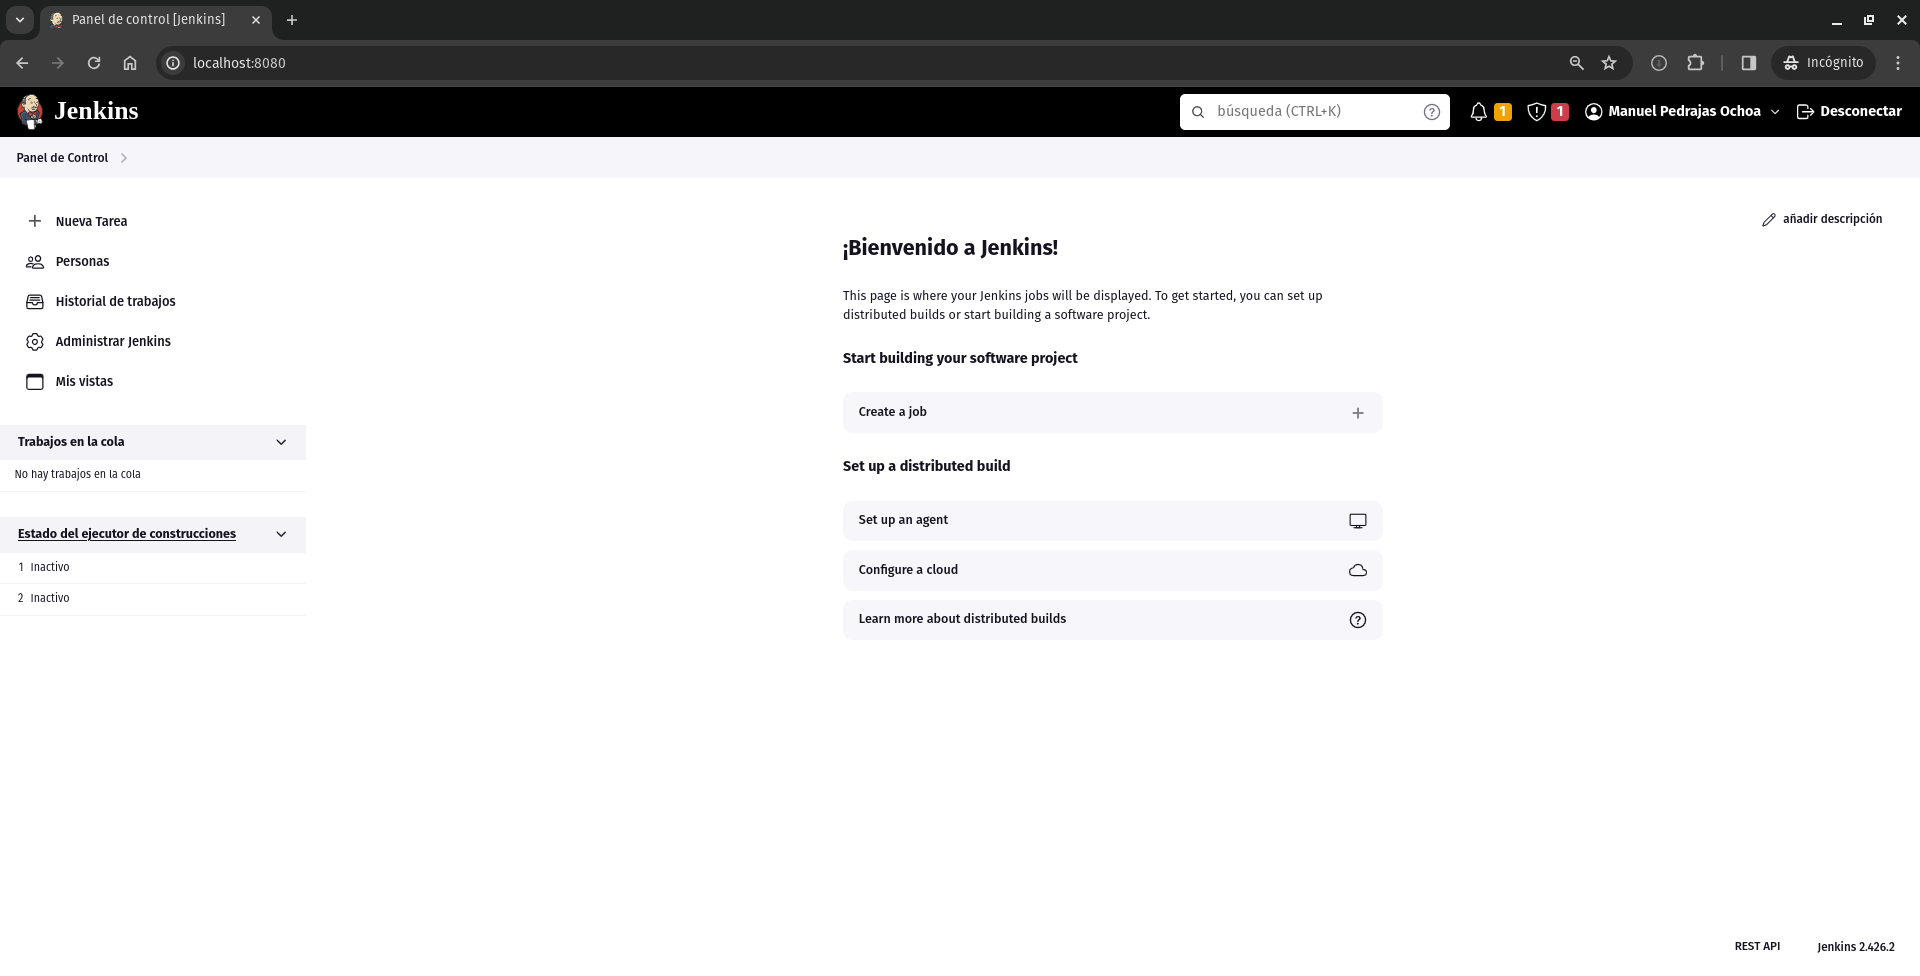 Panel de control [Jenkins]
localhost:8080
Incógnito
Jenkins
búsqueda (CTRL+K)
1
1
Manuel Pedrajas Ochoa
Desconectar
Panel de Control
Nueva Tarea
Personas
Historial de trabajos
Administrar Jenkins
Mis vistas
Trabajos en la cola
No hay trabajos en la cola
Estado del ejecutor de construcciones
1 Inactivo
2 Inactivo
añadir descripción
¡Bienvenido a Jenkins!
This page is where your Jenkins jobs will be displayed. To get started, you can set up
distributed builds or start building a software project.
Start building your software project
Create a job
Set up a distributed build
Set up an agent
Configure a cloud
Learn more about distributed builds
REST API
Jenkins 2.426.2